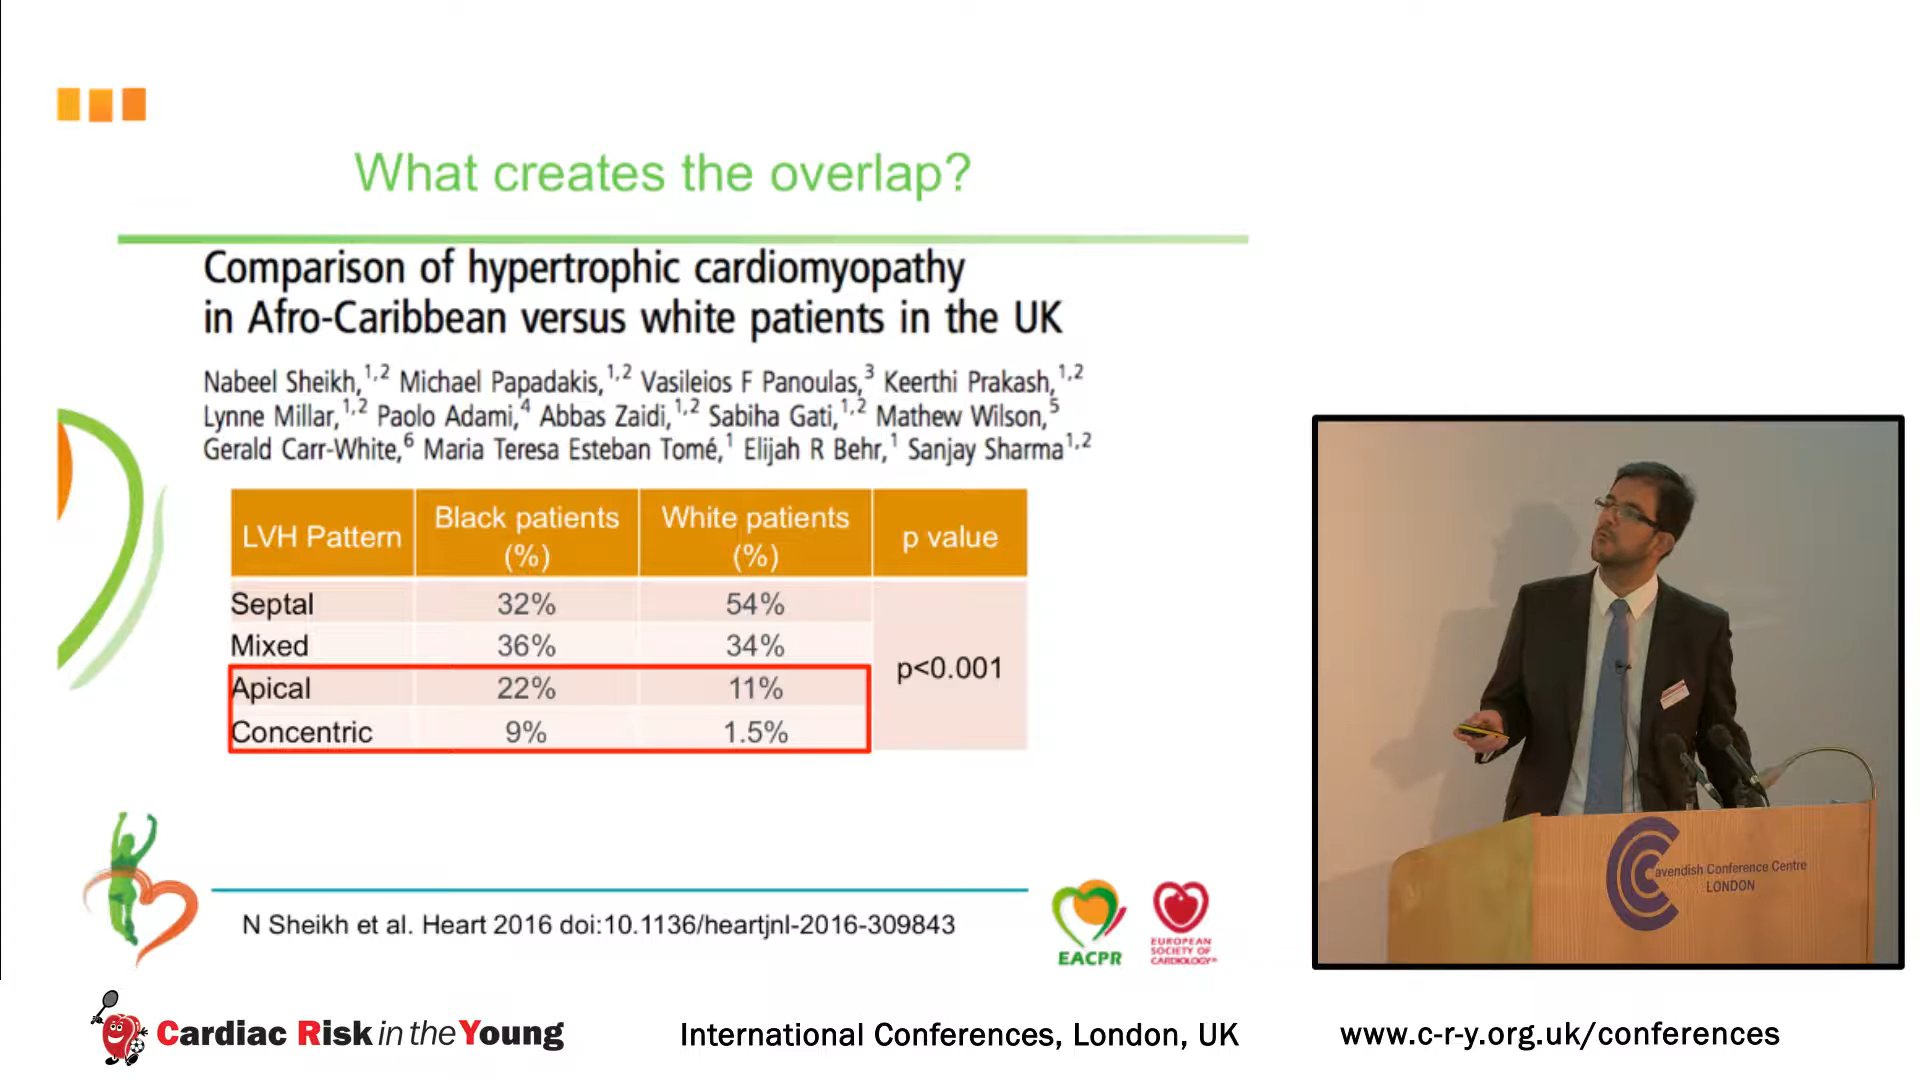 What creates the overlap?
Comparison of hypertrophic cardiomyopathy
in Afro-Caribbean versus white patients in the UK
Nabeel Sheikh,1,2 Michael Papadakis,1,2 Vasileios F Panoulas,3 Keerthi Prakash,1,2
Lynne Millar,1,2 Paolo Adami,4 Abbas Zaidi,1,2 Sabiha Gati,1,2 Mathew Wilson,5
Gerald Carr-White,6 Maria Teresa Esteban Tomé,1 Elijah R Behr,1 Sanjay Sharma1,2
LVH Pattern Black patients (%) White patients (%) p value
Septal 32% 54%
Mixed 36% 34%
p<0.001
Apical 22% 11%
Concentric 9% 1.5%
N Sheikh et al. Heart 2016 doi:10.1136/heartjnl-2016-309843
EACPR
EUROPEAN
SOCIETY OF
CARDIOLOGY®
avendish Conference Centre
LONDON
Cardiac Risk in the Young
International Conferences, London, UK
www.c-r-y.org.uk/conferences